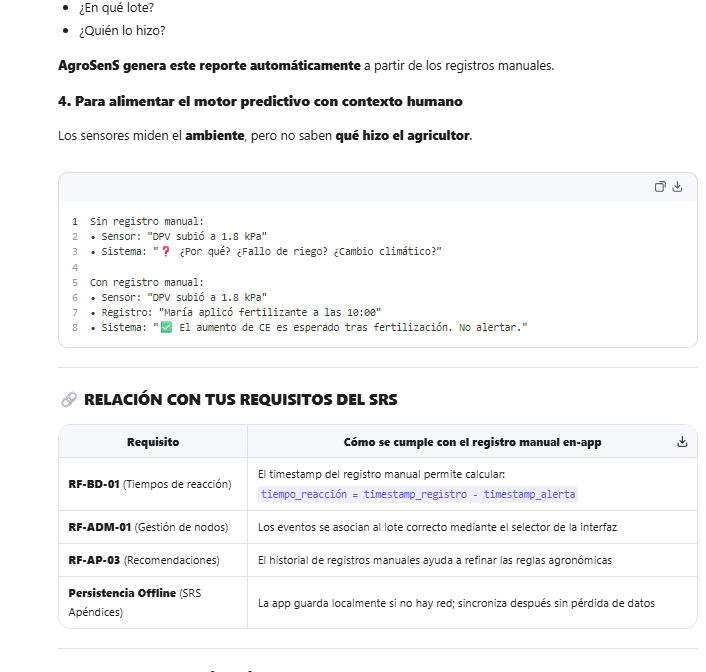 ¿En qué lote?
¿Quién lo hizo?
AgroSenS genera este reporte automáticamente a partir de los registros manuales.
4. Para alimentar el motor predictivo con contexto humano
Los sensores miden el ambiente, pero no saben qué hizo el agricultor.
1 Sin registro manual:
2 • Sensor: "DPV subió a 1.8 kPa"
3 • Sistema: "❓ ¿Por qué? ¿Fallo de riego? ¿Cambio climático?"
4
5 Con registro manual:
6 • Sensor: "DPV subió a 1.8 kPa"
7 • Registro: "María aplicó fertilizante a las 10:00"
8 • Sistema: "✅ El aumento de CE es esperado tras fertilización. No alertar."
🔗 RELACIÓN CON TUS REQUISITOS DEL SRS
Requisito Cómo se cumple con el registro manual en-app
RF-BD-01 (Tiempos de reacción) El timestamp del registro manual permite calcular:
tiempo_reacción = timestamp_registro - timestamp_alerta
RF-ADM-01 (Gestión de nodos) Los eventos se asocian al lote correcto mediante el selector de la interfaz
RF-AP-03 (Recomendaciones) El historial de registros manuales ayuda a refinar las reglas agronómicas
Persistencia Offline (SRS
Apéndices) La app guarda localmente si no hay red; sincroniza después sin pérdida de datos